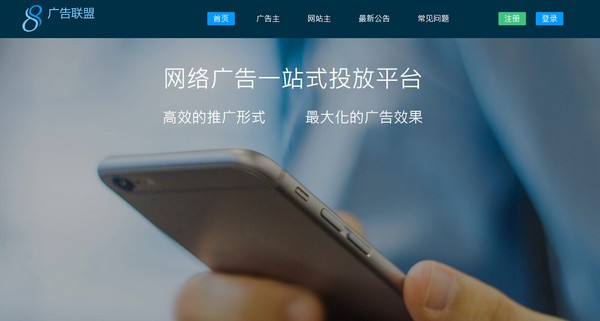 8 广告联盟
首页 广告主 网站主 最新公告 常见问题 注册 登录
网络广告一站式投放平台
高效的推广形式 最大化的广告效果